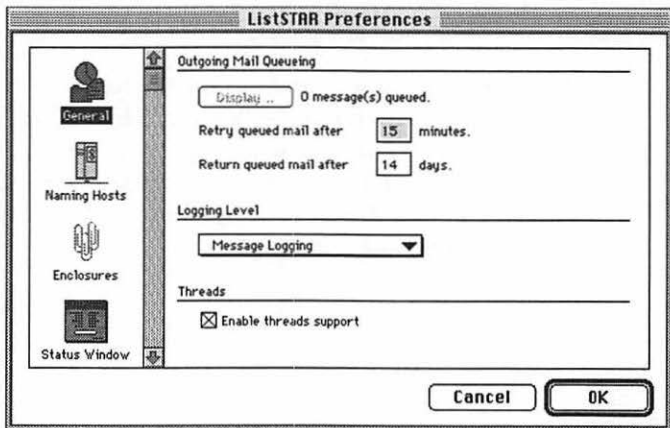 ListSTAR Preferences
General
Naming Hosts
Enclosures
Status Window
Outgoing Mail Queueing
Display .. 0 message(s) queued.
Retry queued mail after 15 minutes.
Return queued mail after 14 days.
Logging Level
Message Logging
Threads
Enable threads support
Cancel OK